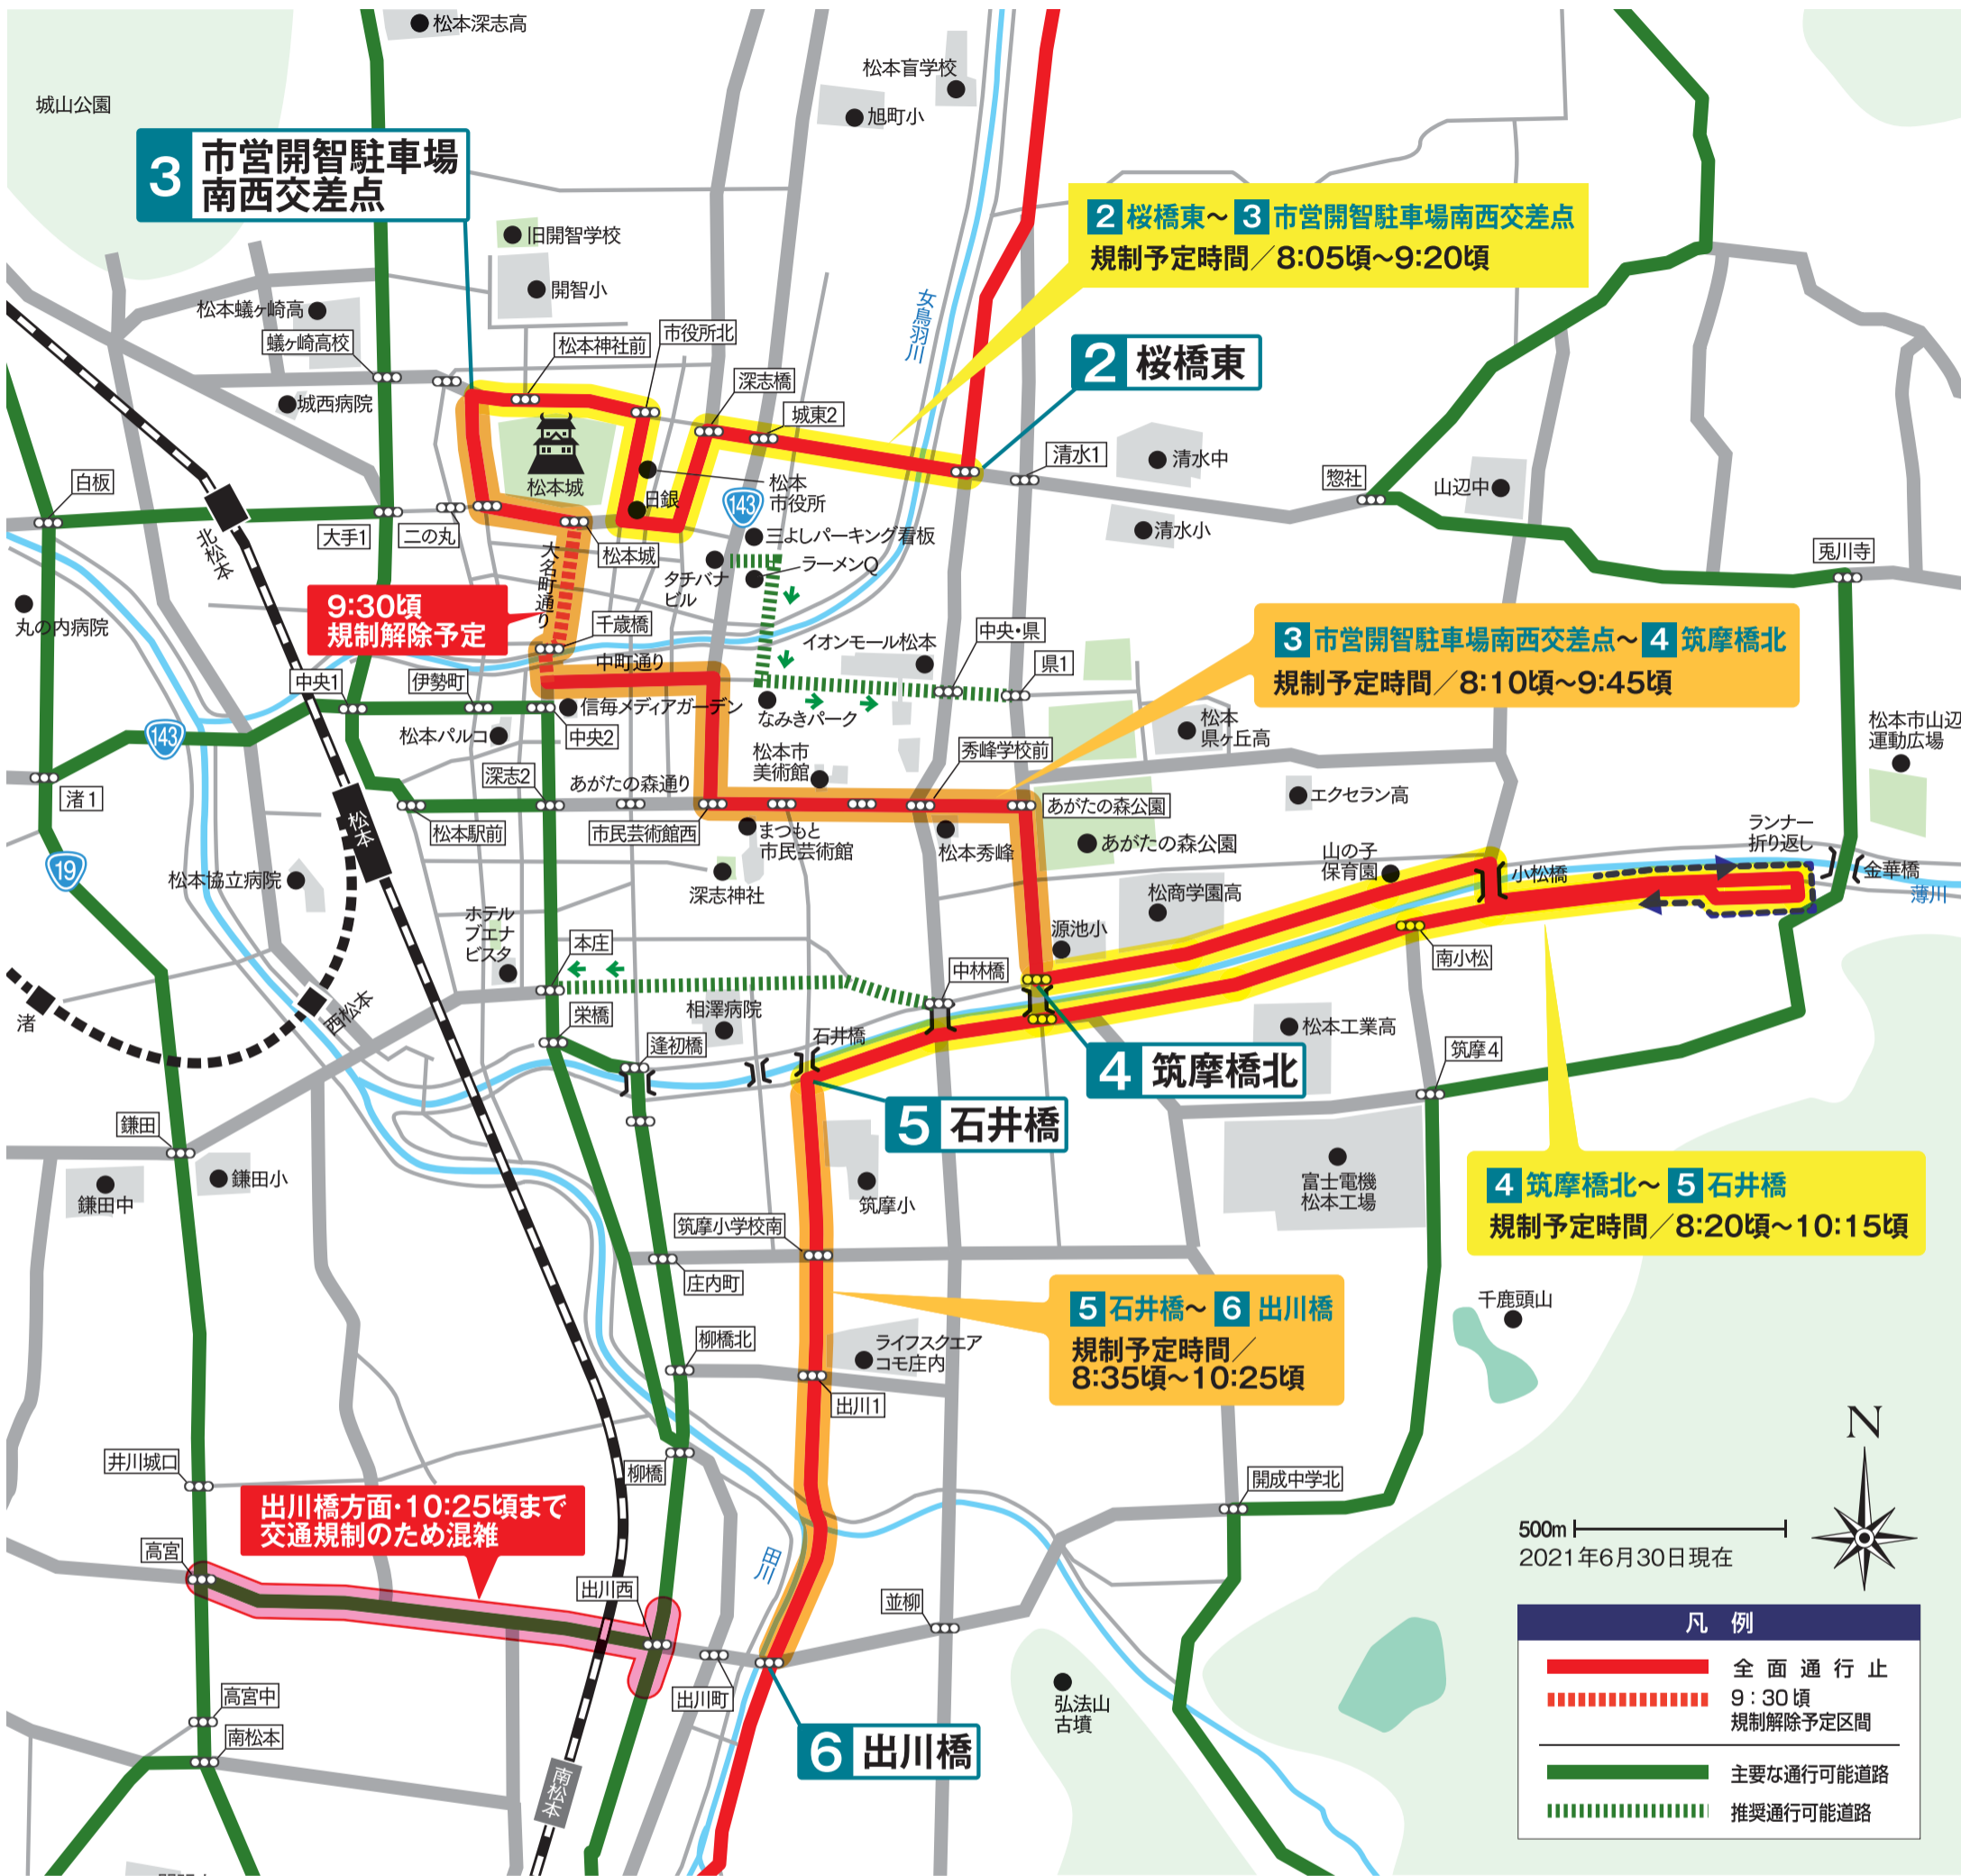 松本深志高
城山公園
松本盲学校
旭町小
3 市営開智駐車場
南西交差点
2 桜橋東～ 3 市営開智駐車場南西交差点
規制予定時間／8:05頃～9:20頃
旧開智学校
開智小
女鳥羽川
松本蟻ヶ崎高
蟻ヶ崎高校
松本神社前
市役所北
深志橋
城東2
2 桜橋東
城西病院
清水1
清水中
惣社
山辺中
白板
松本城
松本
市役所
日銀
143
三よしパーキング看板
清水小
北松本
大手1
二の丸
松本城
大名町通り
タチバナ
ビル
ラーメンQ
兎川寺
丸の内病院
9:30頃
規制解除予定
千歳橋
中町通り
イオンモール松本
中央・県
県1
3 市営開智駐車場南西交差点～ 4 筑摩橋北
規制予定時間／8:10頃～9:45頃
中央1
伊勢町
信毎メディアガーデン
なみきパーク
143
松本パルコ
中央2
松本市
美術館
秀峰学校前
松本
県ヶ丘高
松本市山辺
運動広場
渚1
深志2
あがたの森通り
あがたの森公園
エクセラン高
松本
松本駅前
市民芸術館西
まつもと
市民芸術館
松本秀峰
あがたの森公園
ランナー
折り返し
19
松本協立病院
深志神社
山の子
保育園
小松橋
金華橋
薄川
松商学園高
ホテル
ブエナ
ビスタ
本庄
源池小
中林橋
南小松
渚
西松本
栄橋
相澤病院
石井橋
松本工業高
逢初橋
4 筑摩橋北
筑摩4
鎌田
5 石井橋
鎌田中
鎌田小
筑摩小
富士電機
松本工場
4 筑摩橋北～ 5 石井橋
規制予定時間／8:20頃～10:15頃
筑摩小学校南
庄内町
5 石井橋～ 6 出川橋
規制予定時間／
8:35頃～10:25頃
千鹿頭山
柳橋北
ライフスクエア
コモ庄内
出川1
N
井川城口
柳橋
開成中学北
出川橋方面・10:25頃まで
交通規制のため混雑
500m
2021年6月30日現在
高宮
田川
出川西
並柳
凡例
全面通行止
9：30頃
規制解除予定区間
主要な通行可能道路
推奨通行可能道路
高宮中
出川町
弘法山
古墳
南松本
6 出川橋
南松本